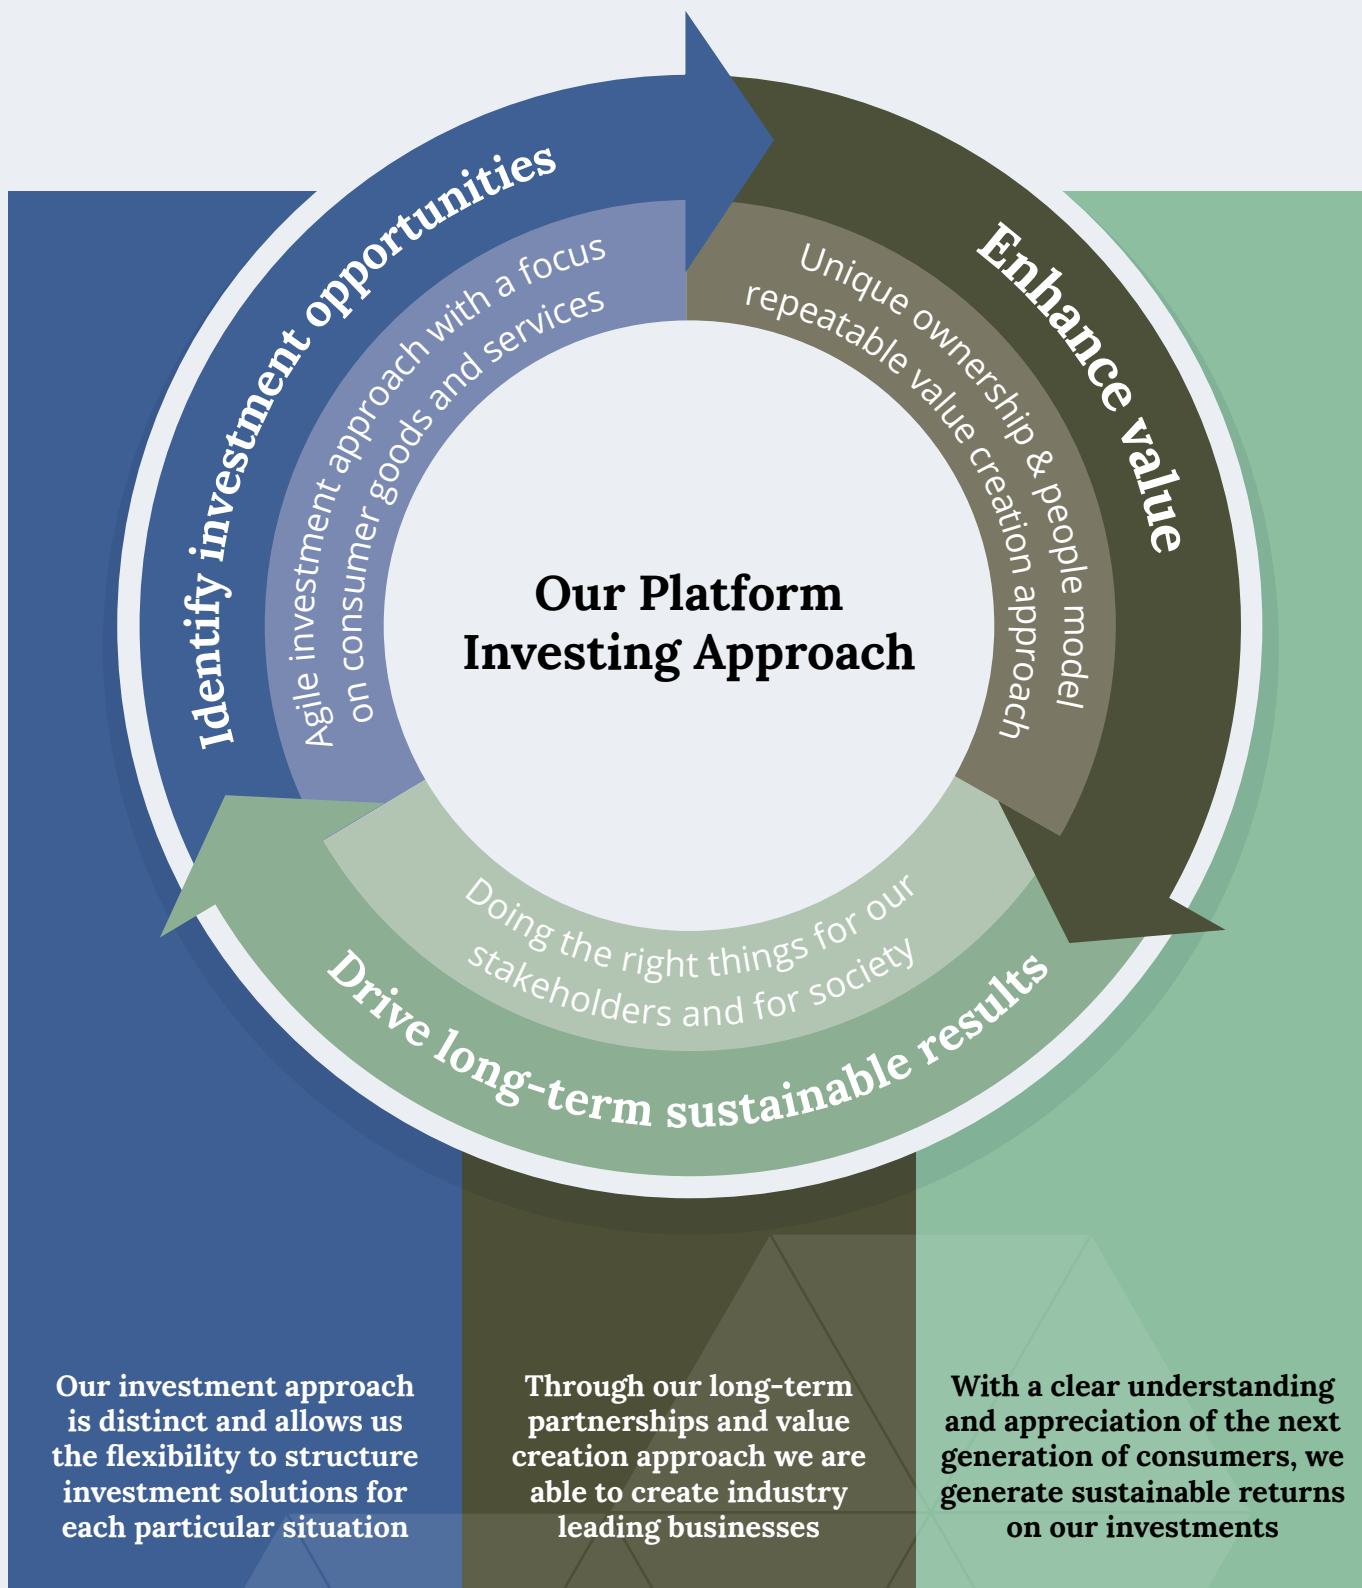 Identify investment opportunities
Agile investment approach with a focus
on consumer goods and services
Enhance value
Unique ownership & people model
repeatable value creation approach
Our Platform
Investing Approach
Doing the right things for our
stakeholders and for society
Drive long-term sustainable results
Our investment approach
is distinct and allows us
the flexibility to structure
investment solutions for
each particular situation
Through our long-term
partnerships and value
creation approach we are
able to create industry
leading businesses
With a clear understanding
and appreciation of the next
generation of consumers, we
generate sustainable returns
on our investments